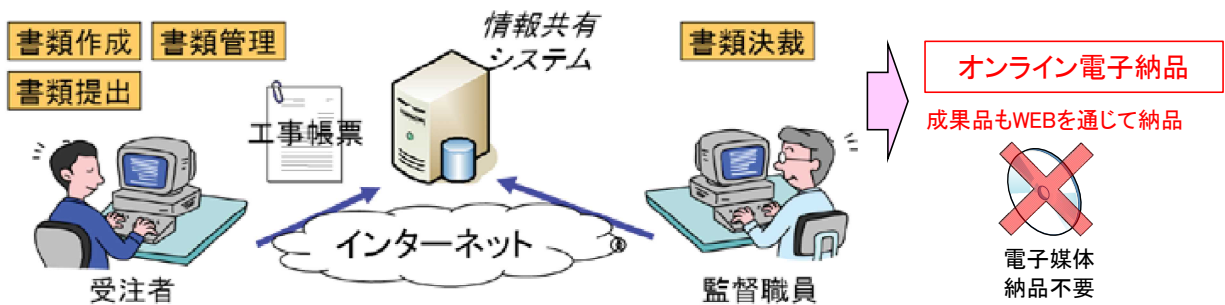 書類作成
書類管理
書類提出
情報共有
システム
工事帳票
インターネット
受注者
書類決裁
監督職員
オンライン電子納品
成果品もWEBを通じて納品
電子媒体
納品不要